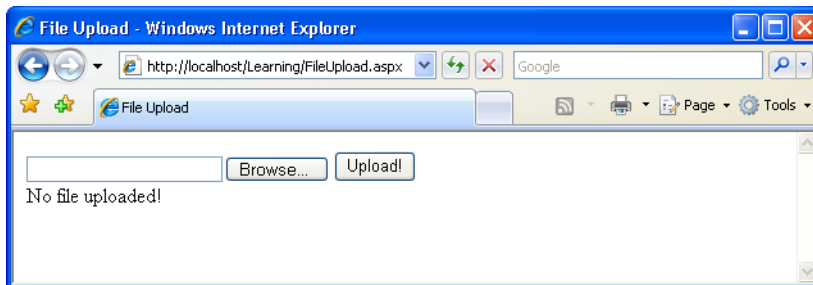 File Upload - Windows Internet Explorer
http://localhost/Learning/FileUpload.aspx
Google
File Upload
Page
Tools
Browse...
Upload!
No file uploaded!